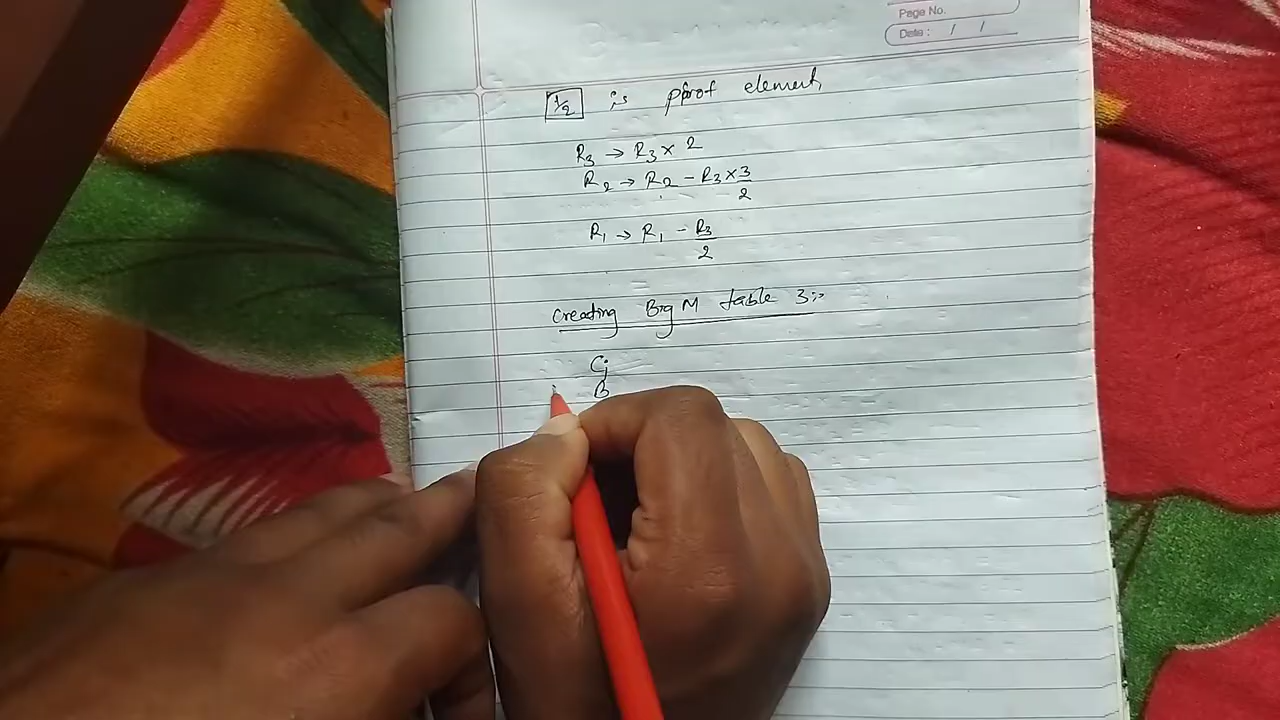 Page No.
Date : / /
1/2 is pprof element,
R3 → R3 × 2
R2 → R2 - R3 × 3/2
R1 → R1 - R3/2
Creating Big M table 3:-
Cj
B